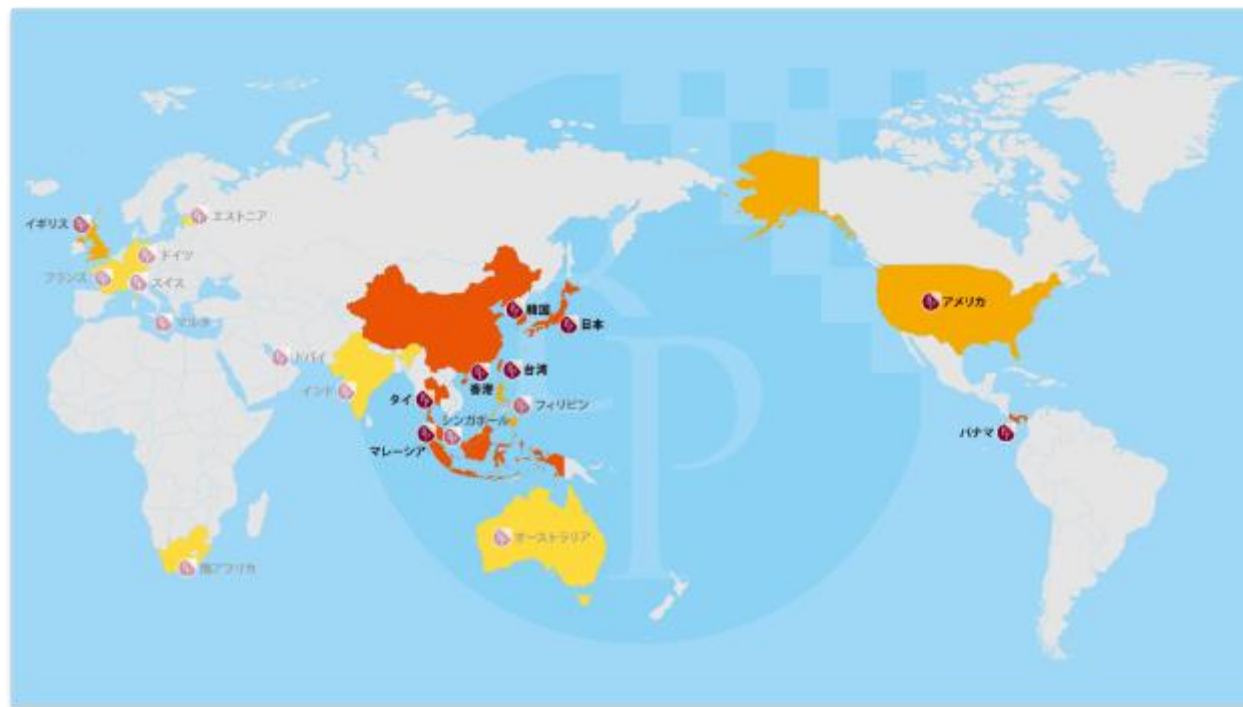 エストニア
イギリス
ドイツ
フランス
スイス
マルタ
ドバイ
インド
韓国
日本
台湾
香港
タイ
フィリピン
シンガポール
マレーシア
オーストラリア
南アフリカ
アメリカ
パナマ